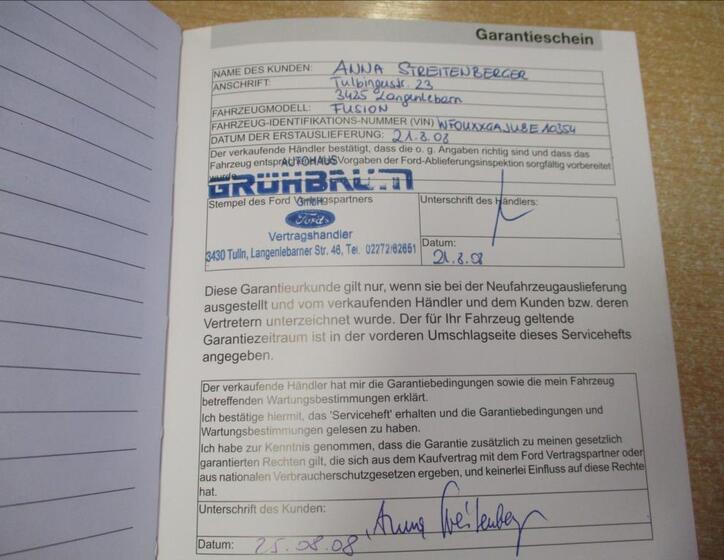 Garantieschein
NAME DES KUNDEN: ANNA STREITENBERGER
ANSCHRIFT: Tulbingerstr. 23
3425 Langenlebarn
FAHRZEUGMODELL: FUSION
FAHRZEUG-IDENTIFIKATIONS-NUMMER (VIN) WF0UXXGAJU8E10354
DATUM DER ERSTAUSLIEFERUNG: 21.8.08
Der verkaufende Händler bestätigt, dass die o. g. Angaben richtig sind und dass das
Fahrzeug entspr. Vorgaben der Ford-Ablieferungsinspektion sorgfältig vorbereitet
wurde.
AUTOHAUS
GRÜHBAUM
GmbH
Stempel des Ford Vertragspartners
Unterschrift des Händlers:
Ford
Vertragshändler
3430 Tulln, Langenlebarner Str. 46, Tel. 02272/62651
Datum:
21.8.08
Diese Garantieurkunde gilt nur, wenn sie bei der Neufahrzeugauslieferung
ausgestellt und vom verkaufenden Händler und dem Kunden bzw. deren
Vertretern unterzeichnet wurde. Der für Ihr Fahrzeug geltende
Garantiezeitraum ist in der vorderen Umschlagseite dieses Servicehefts
angegeben.
Der verkaufende Händler hat mir die Garantiebedingungen sowie die mein Fahrzeug
betreffenden Wartungsbestimmungen erklärt.
Ich bestätige hiermit, das 'Serviceheft' erhalten und die Garantiebedingungen und
Wartungsbestimmungen gelesen zu haben.
Ich habe zur Kenntnis genommen, dass die Garantie zusätzlich zu meinen gesetzlich
garantierten Rechten gilt, die sich aus dem Kaufvertrag mit dem Ford Vertragspartner oder
aus nationalen Verbraucherschutzgesetzen ergeben, und keinerlei Einfluss auf diese Rechte
hat.
Unterschrift des Kunden: Anna Streitenberger
Datum: 25.08.08